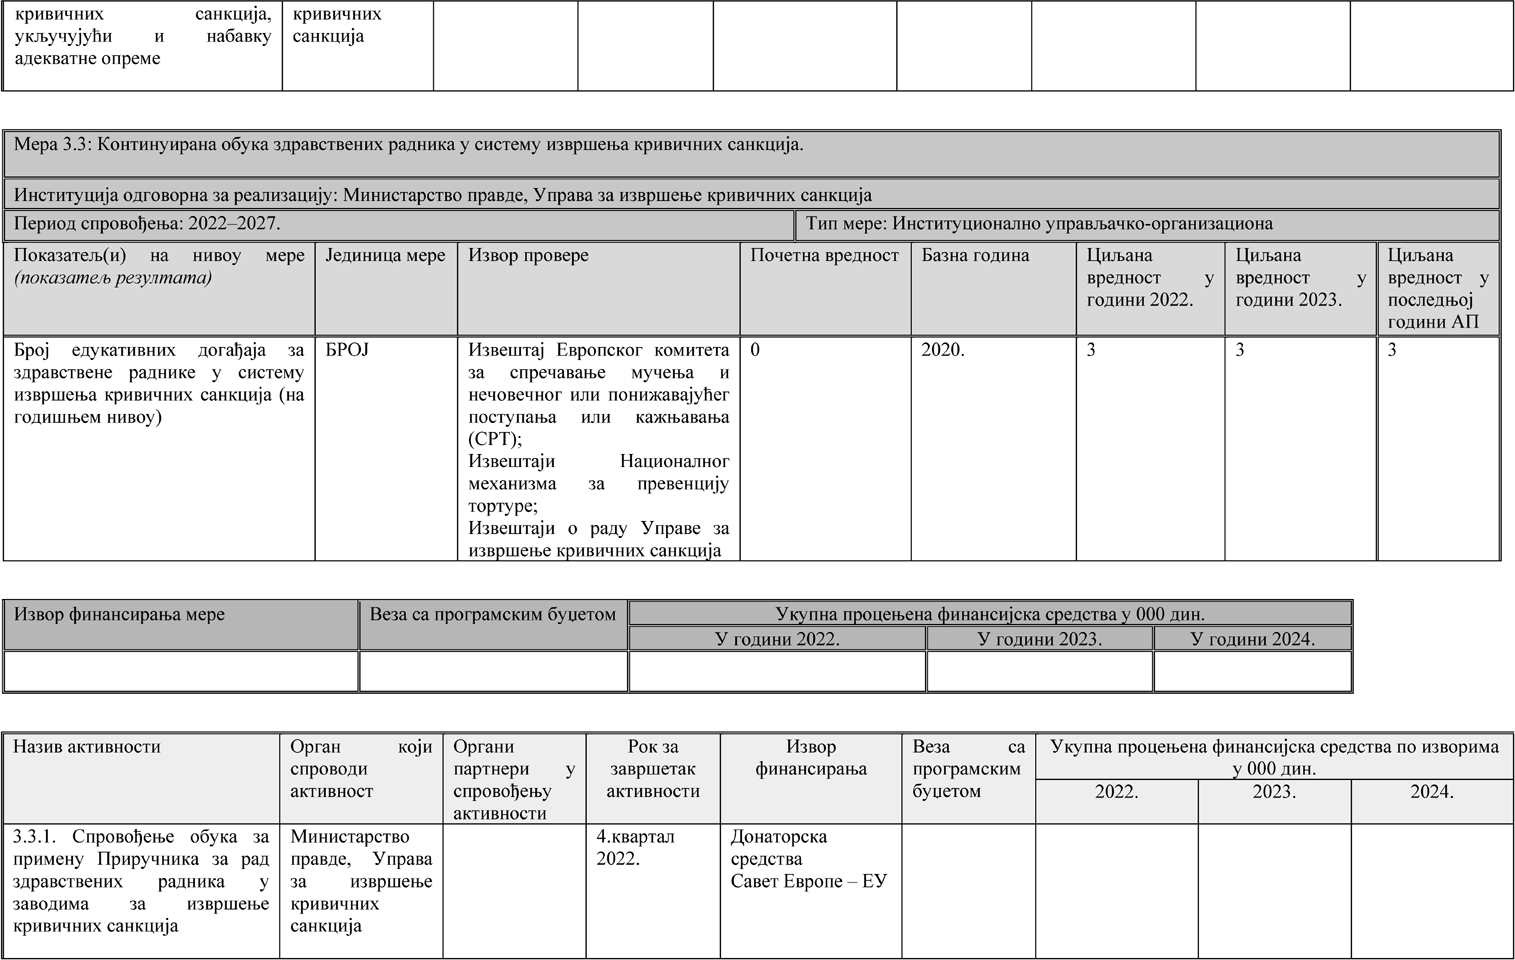 кривичних санкција,
укључујући и набавку
адекватне опреме
кривичних
санкција
Мера 3.3: Континуирана обука здравствених радника у систему извршења кривичних санкција.
Институција одговорна за реализацију: Министарство правде, Управа за извршење кривичних санкција
Период спровођења: 2022–2027.
Тип мере: Институционално управљачко-организациона
Показатељ(и) на нивоу мере
(показатељ резултата)
Јединица мере
Извор провере
Почетна вредност
Базна година
Циљана
вредност у
години 2022.
Циљана
вредност у
години 2023.
Циљана
вредност у
последњој
години АП
Број едукативних догађаја за
здравствене раднике у систему
извршења кривичних санкција (на
годишњем нивоу)
БРОЈ
Извештај Европског комитета
за спречавање мучења и
нечовечног или понижавајућег
поступања или кажњавања
(CPT);
Извештаји Националног
механизма за превенцију
тортуре;
Извештаји о раду Управе за
извршење кривичних санкција
0
2020.
3
3
3
Извор финансирања мере
Веза са програмским буџетом
Укупна процењена финансијска средства у 000 дин.
У години 2022.
У години 2023.
У години 2024.
Назив активности
Орган који
спроводи
активност
Органи
партнери у
спровођењу
активности
Рок за
завршетак
активности
Извор
финансирања
Веза са
програмским
буџетом
Укупна процењена финансијска средства по изворима
у 000 дин.
2022.
2023.
2024.
3.3.1. Спровођење обука за
примену Приручника за рад
здравствених радника у
заводима за извршење
кривичних санкција
Министарство
правде, Управа
за извршење
кривичних
санкција
4.квартал
2022.
Донаторска
средства
Савет Европе – ЕУ